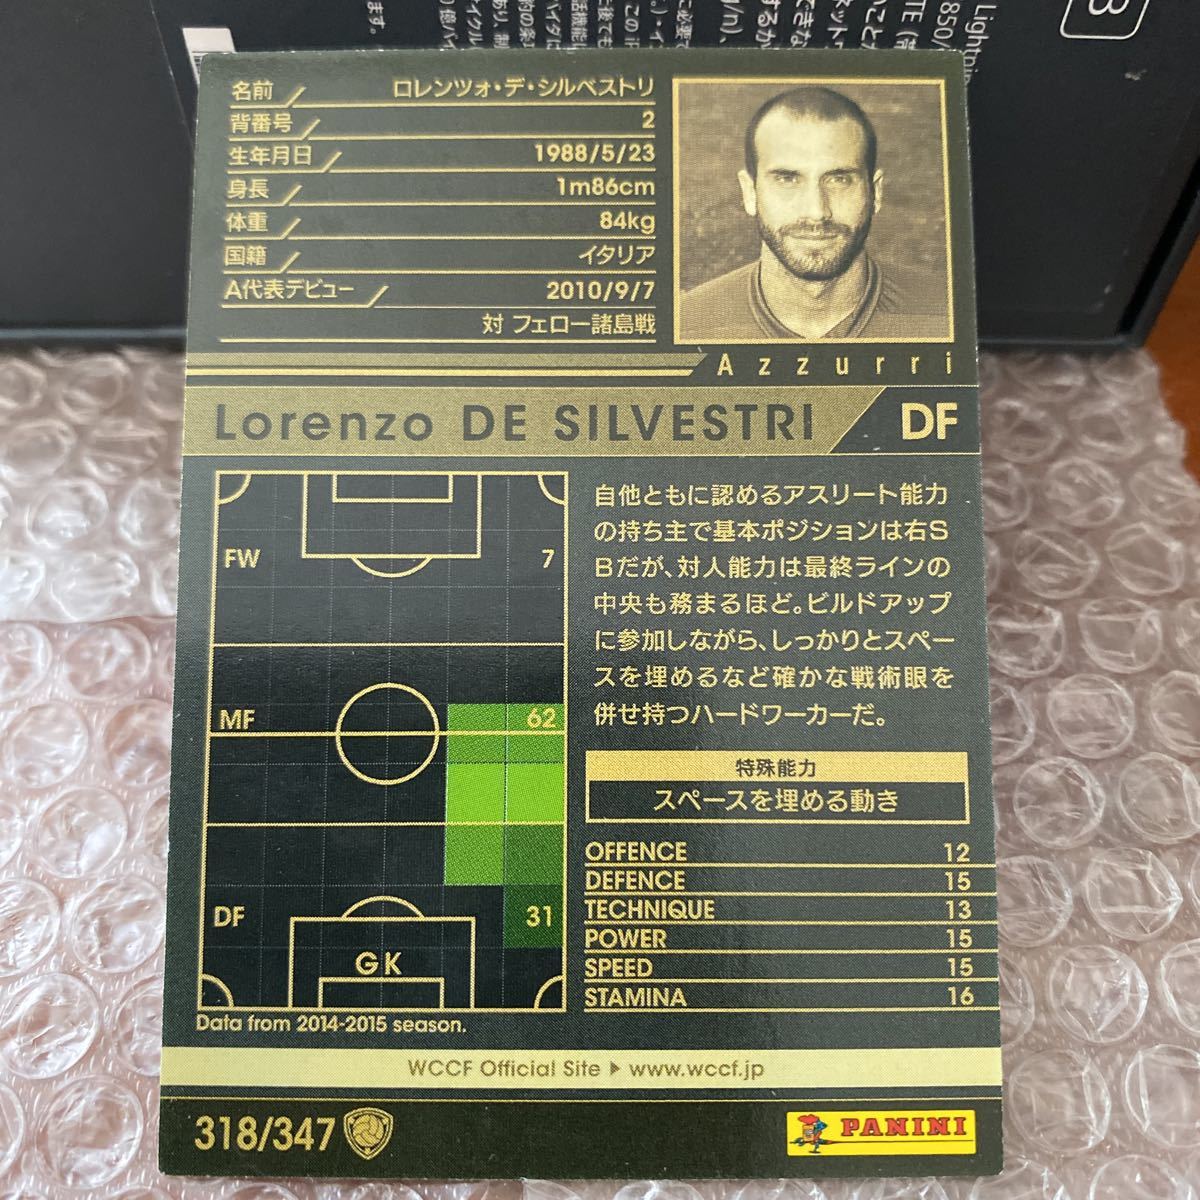 名前 ロレンツォ・デ・シルベストリ
背番号 2
生年月日 1988/5/23
身長 1m86cm
体重 84kg
国籍 イタリア
A代表デビュー 2010/9/7
対 フェロー諸島戦
Azzurri
Lorenzo DE SILVESTRI DF
FW 7
MF 62
DF 31
GK
Data from 2014-2015 season.
自他ともに認めるアスリート能力
の持ち主で基本ポジションは右S
Bだが、対人能力は最終ラインの
中央も務まるほど。ビルドアップ
に参加しながら、しっかりとスペー
スを埋めるなど確かな戦術眼を
併せ持つハードワーカーだ。
特殊能力
スペースを埋める動き
OFFENCE 12
DEFENCE 15
TECHNIQUE 13
POWER 15
SPEED 15
STAMINA 16
WCCF Official Site ▶ www.wccf.jp
318/347
PANINI